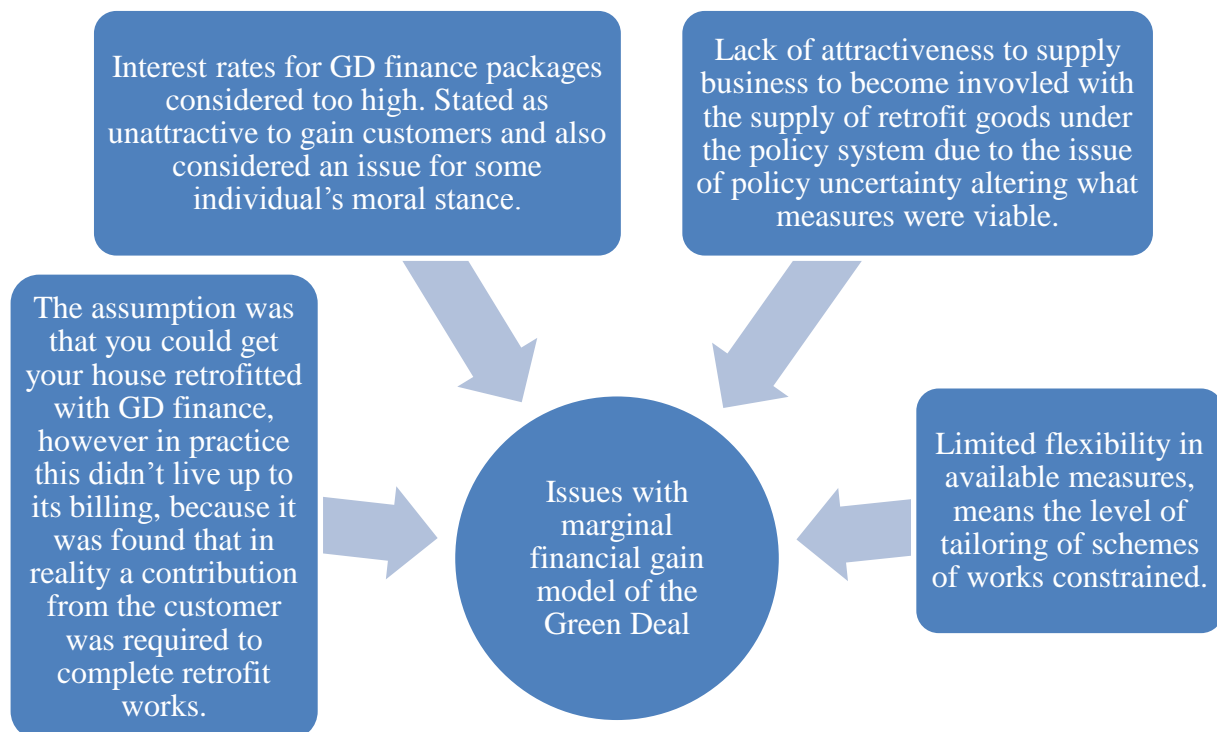 Interest rates for GD finance packages
considered too high. Stated as
unattractive to gain customers and also
considered an issue for some
individual’s moral stance.
Lack of attractiveness to supply
business to become invovled with
the supply of retrofit goods under
the policy system due to the issue
of policy uncertainty altering what
measures were viable.
The assumption was
that you could get
your house retrofitted
with GD finance,
however in practice
this didn’t live up to
its billing, because it
was found that in
reality a contribution
from the customer
was required to
complete retrofit
works.
Issues with
marginal
financial gain
model of the
Green Deal
Limited flexibility in
available measures,
means the level of
tailoring of schemes
of works constrained.